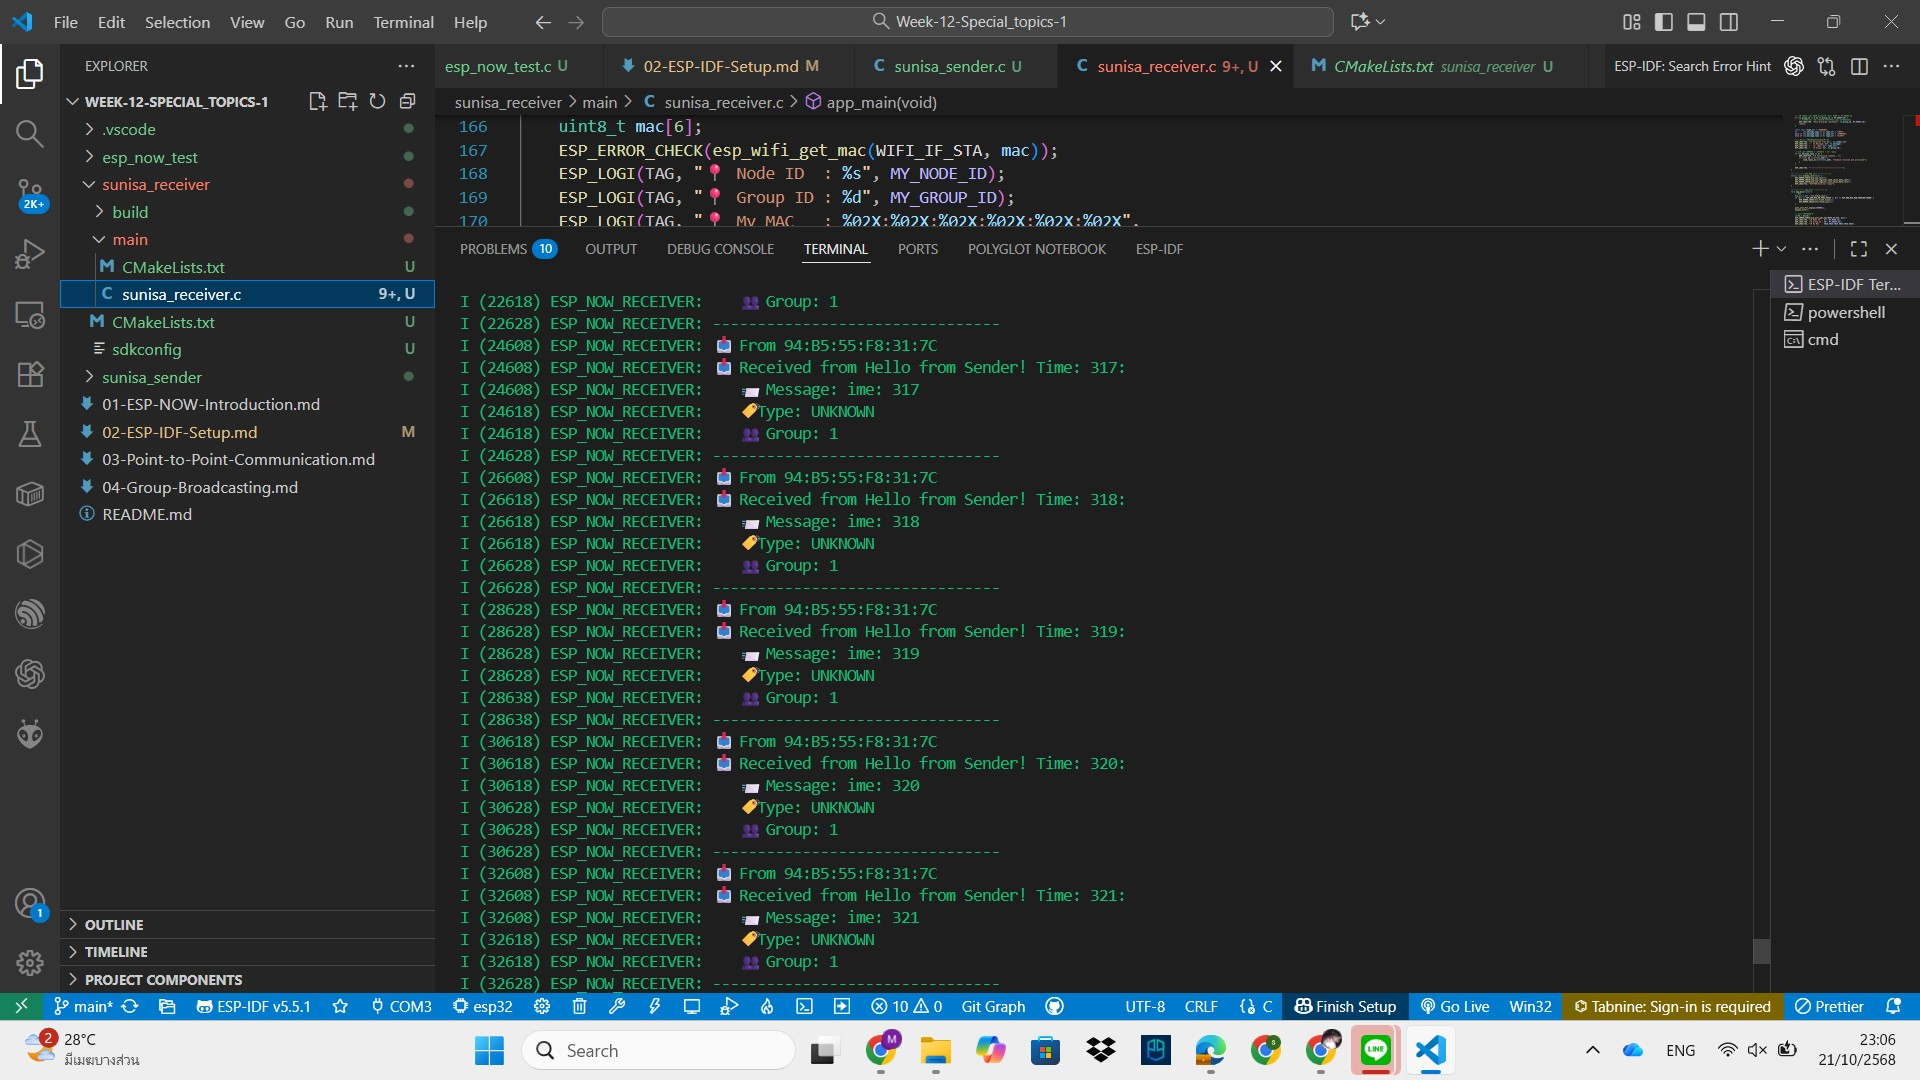 File Edit Selection View Go Run Terminal Help
Week-12-Special_topics-1
EXPLORER
WEEK-12-SPECIAL_TOPICS-1
.vscode
esp_now_test
sunisa_receiver
2K+
build
main
CMakeLists.txt U
sunisa_receiver.c 9+, U
CMakeLists.txt U
sdkconfig U
sunisa_sender
01-ESP-NOW-Introduction.md
02-ESP-IDF-Setup.md M
03-Point-to-Point-Communication.md
04-Group-Broadcasting.md
README.md
OUTLINE
TIMELINE
PROJECT COMPONENTS
1
esp_now_test.c U
02-ESP-IDF-Setup.md M
sunisa_sender.c U
sunisa_receiver.c 9+, U
CMakeLists.txt sunisa_receiver U
ESP-IDF: Search Error Hint
sunisa_receiver > main > C sunisa_receiver.c > app_main(void)
166 uint8_t mac[6];
167 ESP_ERROR_CHECK(esp_wifi_get_mac(WIFI_IF_STA, mac));
168 ESP_LOGI(TAG, "📍 Node ID  : %s", MY_NODE_ID);
169 ESP_LOGI(TAG, "📍 Group ID : %d", MY_GROUP_ID);
170 ESP_LOGI(TAG, "📍 My MAC   : %02X:%02X:%02X:%02X:%02X:%02X",
PROBLEMS 10 OUTPUT DEBUG CONSOLE TERMINAL PORTS POLYGLOT NOTEBOOK ESP-IDF
ESP-IDF Ter...
powershell
cmd
I (22618) ESP_NOW_RECEIVER:    👥 Group: 1
I (22628) ESP_NOW_RECEIVER: --------------------------------
I (24608) ESP_NOW_RECEIVER: 📥 From 94:B5:55:F8:31:7C
I (24608) ESP_NOW_RECEIVER: 📥 Received from Hello from Sender! Time: 317:
I (24608) ESP_NOW_RECEIVER:    📨 Message: ime: 317
I (24618) ESP_NOW_RECEIVER:    🏷️Type: UNKNOWN
I (24618) ESP_NOW_RECEIVER:    👥 Group: 1
I (24628) ESP_NOW_RECEIVER: --------------------------------
I (26608) ESP_NOW_RECEIVER: 📥 From 94:B5:55:F8:31:7C
I (26618) ESP_NOW_RECEIVER: 📥 Received from Hello from Sender! Time: 318:
I (26618) ESP_NOW_RECEIVER:    📨 Message: ime: 318
I (26618) ESP_NOW_RECEIVER:    🏷️Type: UNKNOWN
I (26628) ESP_NOW_RECEIVER:    👥 Group: 1
I (26628) ESP_NOW_RECEIVER: --------------------------------
I (28628) ESP_NOW_RECEIVER: 📥 From 94:B5:55:F8:31:7C
I (28628) ESP_NOW_RECEIVER: 📥 Received from Hello from Sender! Time: 319:
I (28628) ESP_NOW_RECEIVER:    📨 Message: ime: 319
I (28628) ESP_NOW_RECEIVER:    🏷️Type: UNKNOWN
I (28638) ESP_NOW_RECEIVER:    👥 Group: 1
I (28638) ESP_NOW_RECEIVER: --------------------------------
I (30618) ESP_NOW_RECEIVER: 📥 From 94:B5:55:F8:31:7C
I (30618) ESP_NOW_RECEIVER: 📥 Received from Hello from Sender! Time: 320:
I (30618) ESP_NOW_RECEIVER:    📨 Message: ime: 320
I (30628) ESP_NOW_RECEIVER:    🏷️Type: UNKNOWN
I (30628) ESP_NOW_RECEIVER:    👥 Group: 1
I (30628) ESP_NOW_RECEIVER: --------------------------------
I (32608) ESP_NOW_RECEIVER: 📥 From 94:B5:55:F8:31:7C
I (32608) ESP_NOW_RECEIVER: 📥 Received from Hello from Sender! Time: 321:
I (32608) ESP_NOW_RECEIVER:    📨 Message: ime: 321
I (32618) ESP_NOW_RECEIVER:    🏷️Type: UNKNOWN
I (32618) ESP_NOW_RECEIVER:    👥 Group: 1
I (32628) ESP_NOW_RECEIVER: --------------------------------
main* ESP-IDF v5.5.1 COM3 esp32 10 0 Git Graph UTF-8 CRLF {} C Finish Setup Go Live Win32 Tabnine: Sign-in is required Prettier
2 28°C
มีเมฆบางส่วน
Search
LINE
ENG
23:06
21/10/2568